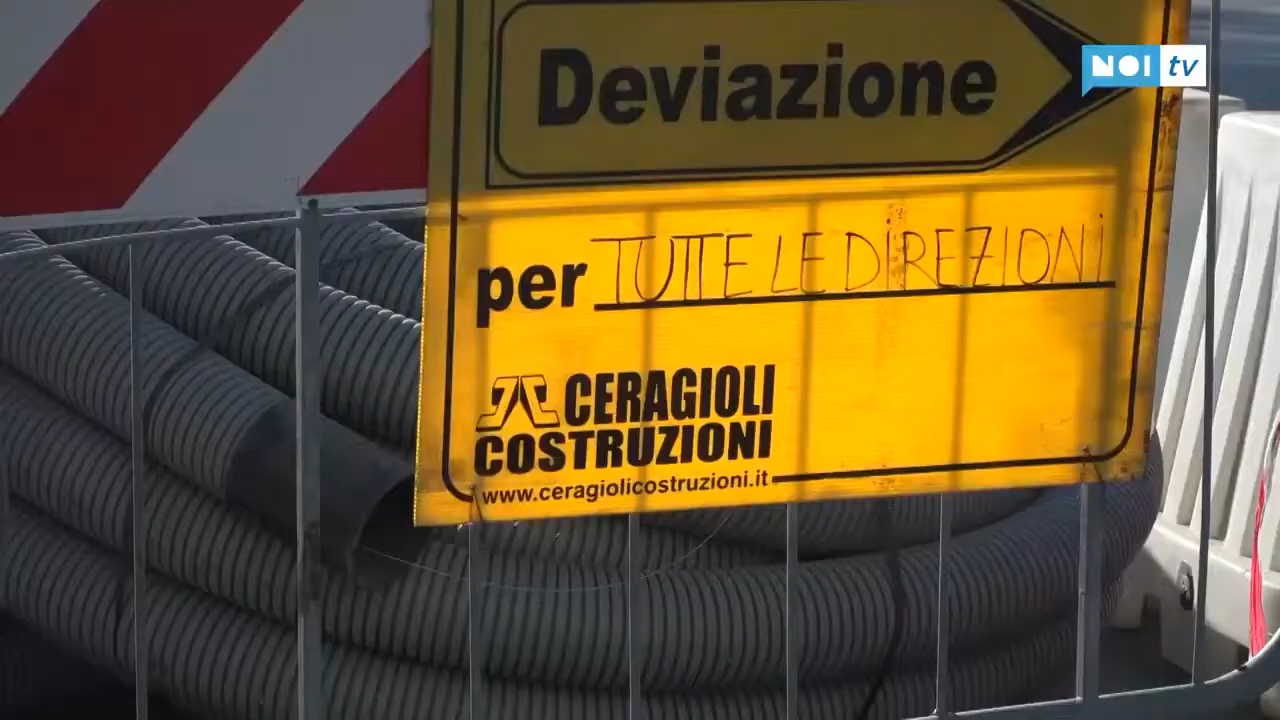 Deviazione
NOI tv
per TUTTE LE DIREZIONI
CERAGIOLI
COSTRUZIONI
www.ceragiolicostruzioni.it